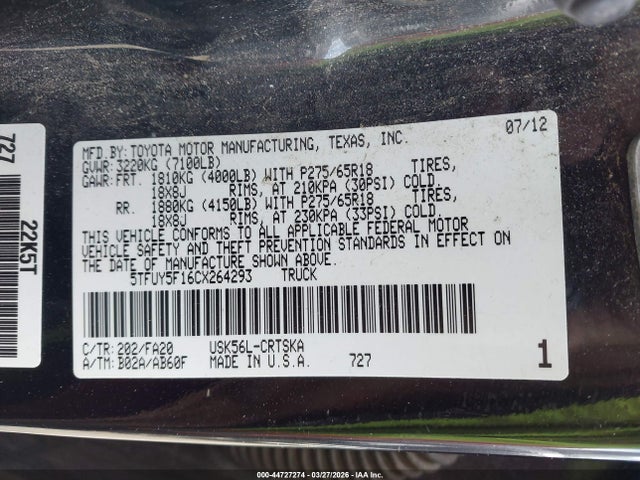 727
22K5T
MFD BY: TOYOTA MOTOR MANUFACTURING, TEXAS, INC. 07/12
GVWR: 3220KG (7100LB)
GAWR: FRT. 1810KG (4000LB) WITH P275/65R18 TIRES,
18X8J RIMS, AT 210KPA (30PSI) COLD.
RR. 1880KG (4150LB) WITH P275/65R18 TIRES,
18X8J RIMS, AT 230KPA (33PSI) COLD.
THIS VEHICLE CONFORMS TO ALL APPLICABLE FEDERAL MOTOR
VEHICLE SAFETY AND THEFT PREVENTION STANDARDS IN EFFECT ON
THE DATE OF MANUFACTURE SHOWN ABOVE.
5TFUY5F16CX264293 TRUCK
C/TR: 202/FA20 USK56L-CRTSKA
A/TM: B02A/AB60F MADE IN U.S.A. 727 1
000-44727274 - 03/27/2026 - IAA Inc.